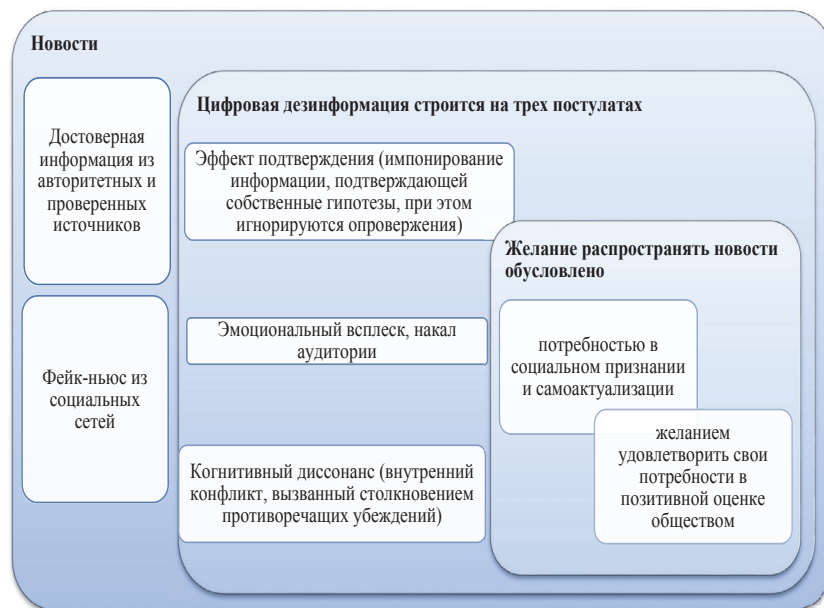 Новости
Достоверная
информация из
авторитетных и
проверенных
источников
Фейк-ньюс из
социальных
сетей
Цифровая дезинформация строится на трех постулатах
Эффект подтверждения (импонирование
информации, подтверждающей
собственные гипотезы, при этом
игнорируются опровержения)
Эмоциональный всплеск, накал
аудитории
Когнитивный диссонанс (внутренний
конфликт, вызванный столкновением
противоречащих убеждений)
Желание распространять новости
обусловлено
потребностью в
социальном признании
и самоактуализации
желанием
удовлетворить свои
потребности в
позитивной оценке
обществом